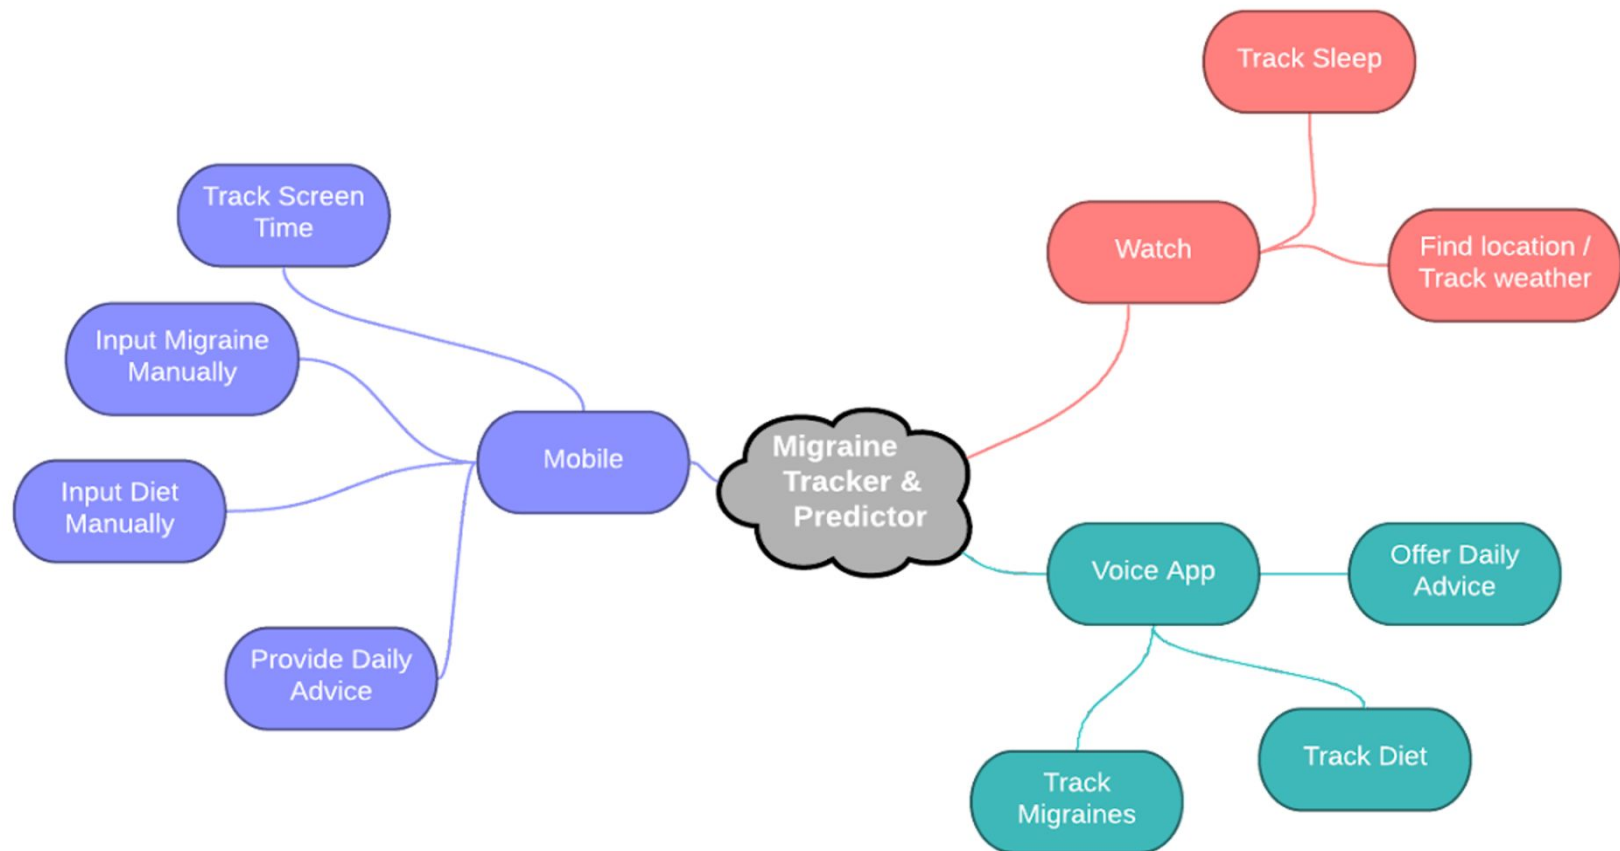 Track Sleep
Track Screen
Time
Watch
Find location /
Track weather
Input Migraine
Manually
Mobile
Migraine
Tracker &
Predictor
Input Diet
Manually
Voice App
Offer Daily
Advice
Provide Daily
Advice
Track Diet
Track
Migraines